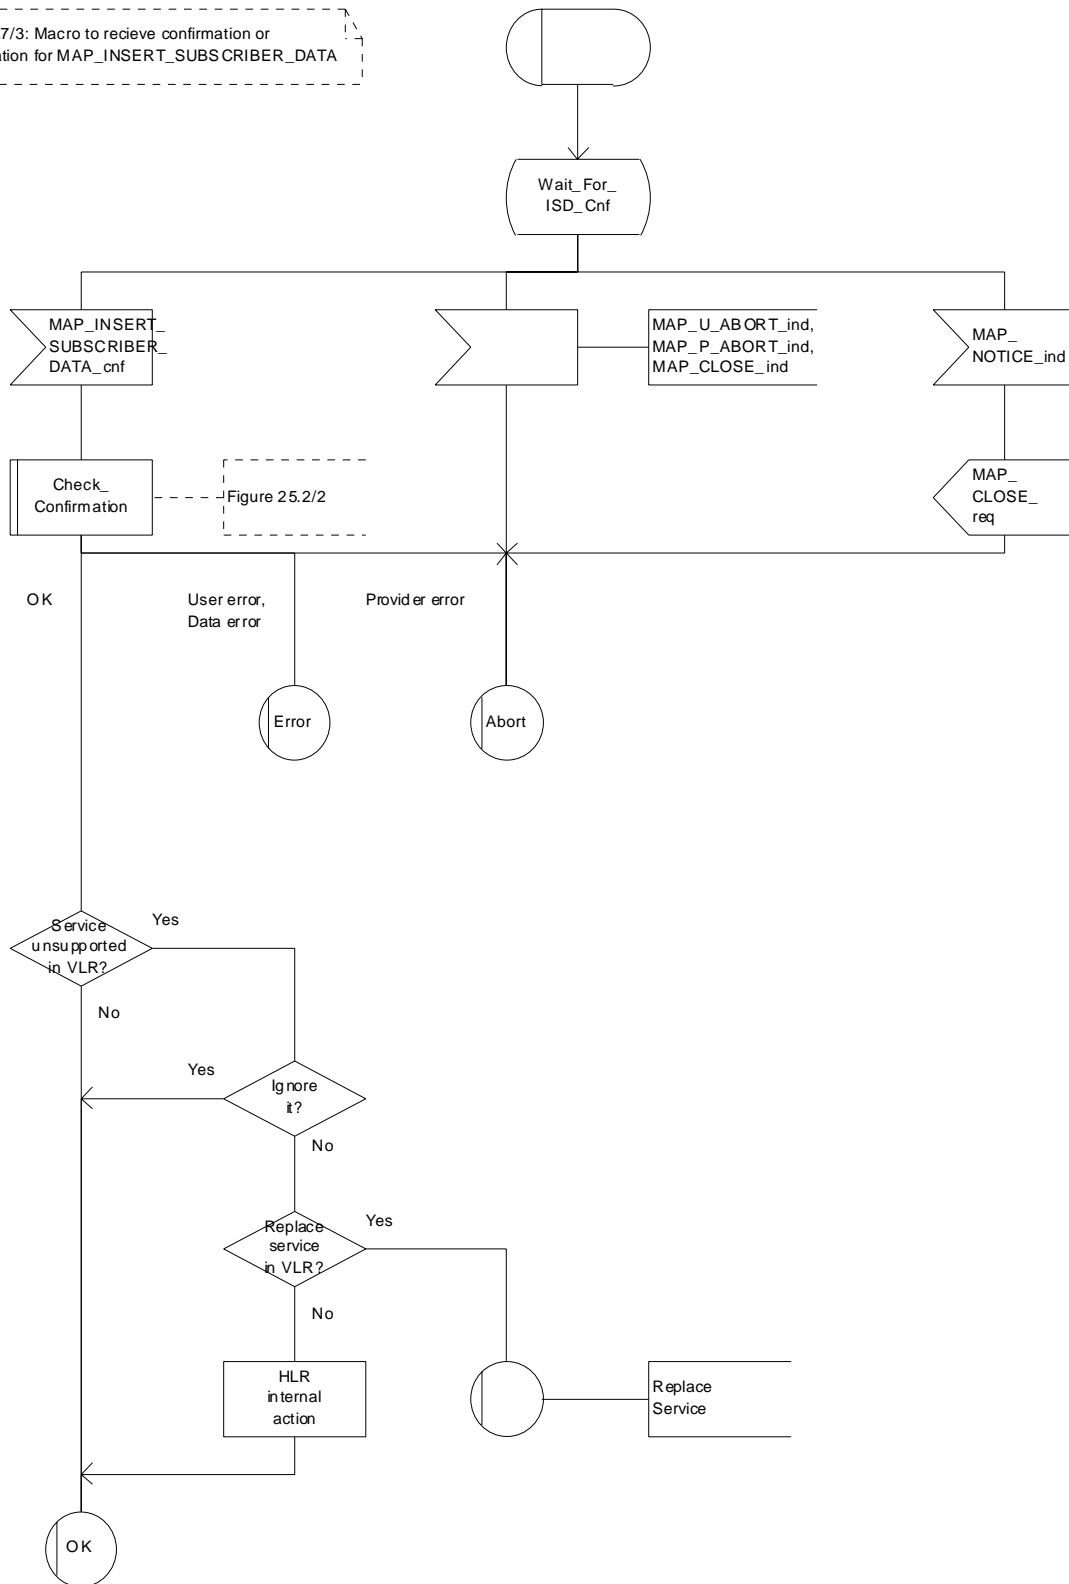 7/3: Macro to recieve confirmation or
ation for MAP_INSERT_SUBSCRIBER_DATA
Wait_For_
ISD_Cnf
MAP_INSERT_
SUBSCRIBER_
DATA_cnf
MAP_U_ABORT_ind,
MAP_P_ABORT_ind,
MAP_CLOSE_ind
MAP_
NOTICE_ind
Check_
Confirmation
Figure 25.2/2
MAP_
CLOSE_
req
OK
User error,
Data error
Provider error
Error
Abort
Service
unsupported
in VLR?
Yes
No
Yes
Ignore
it?
No
Replace
service
in VLR?
Yes
No
HLR
internal
action
Replace
Service
OK